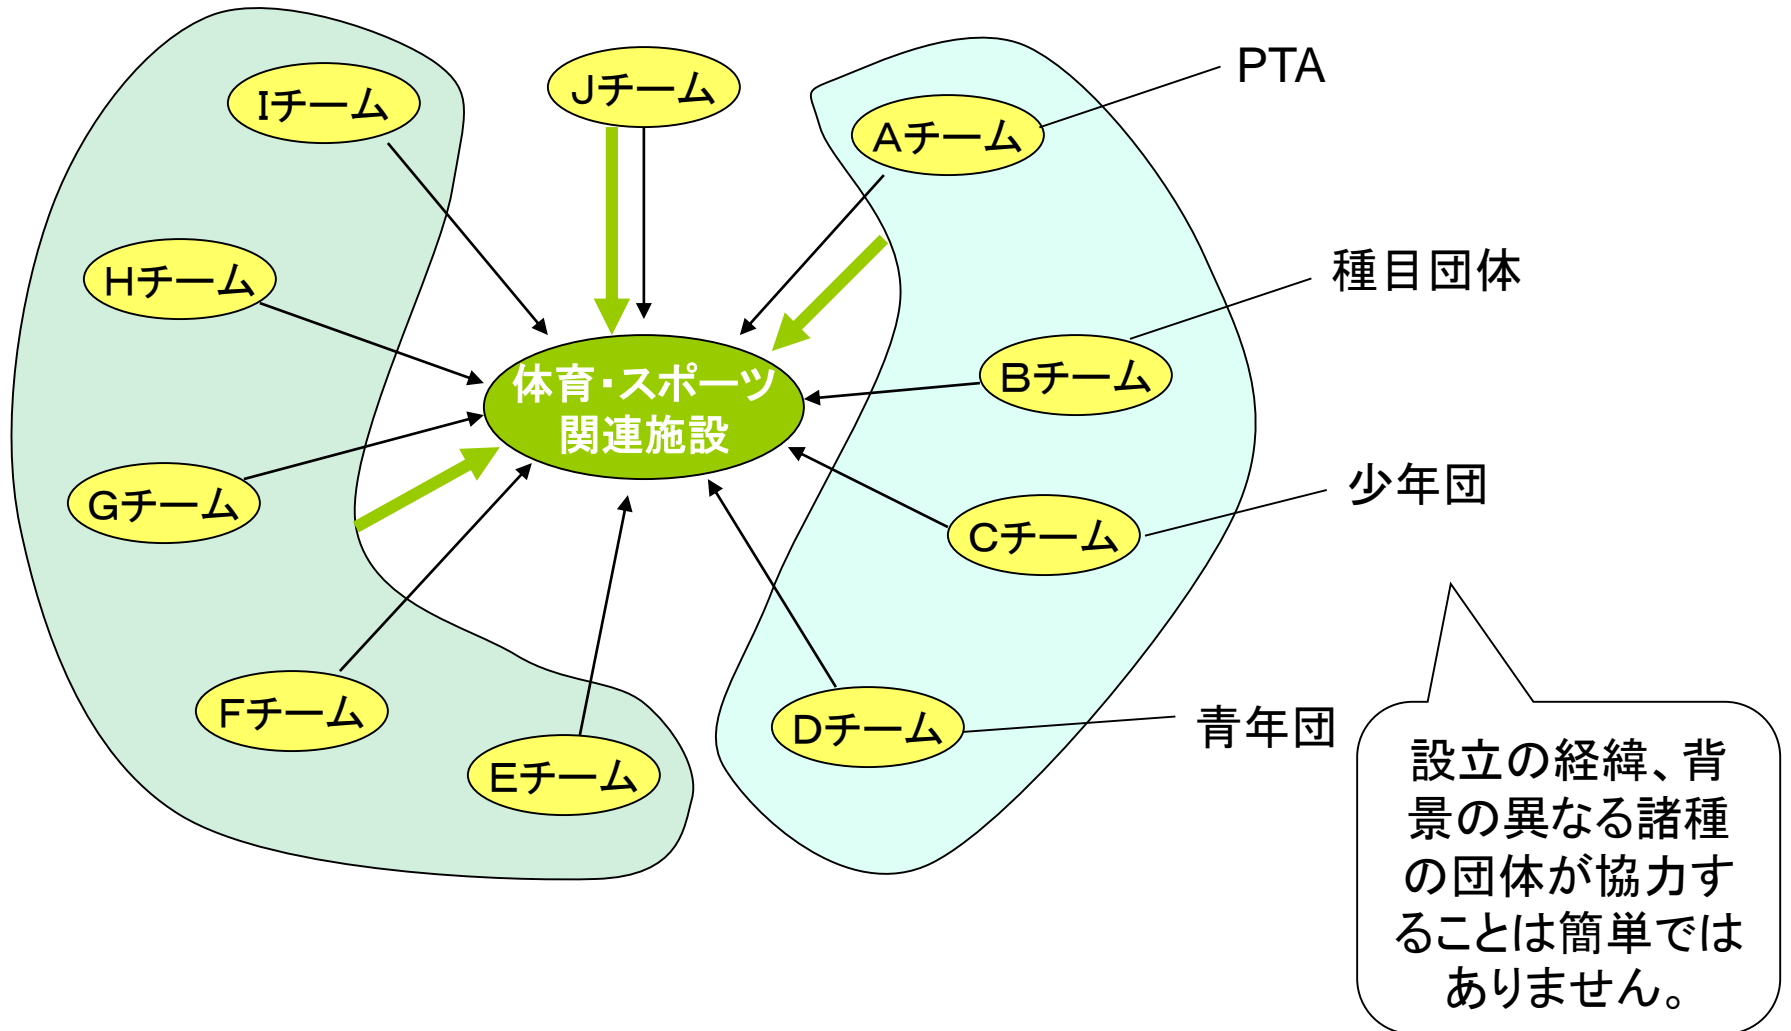 PTA
Iチーム
Jチーム
Aチーム
Hチーム
種目団体
体育・スポーツ
関連施設
Bチーム
Gチーム
少年団
Cチーム
Fチーム
Dチーム
青年団
Eチーム
設立の経緯、背
景の異なる諸種
の団体が協力す
ることは簡単では
ありません。